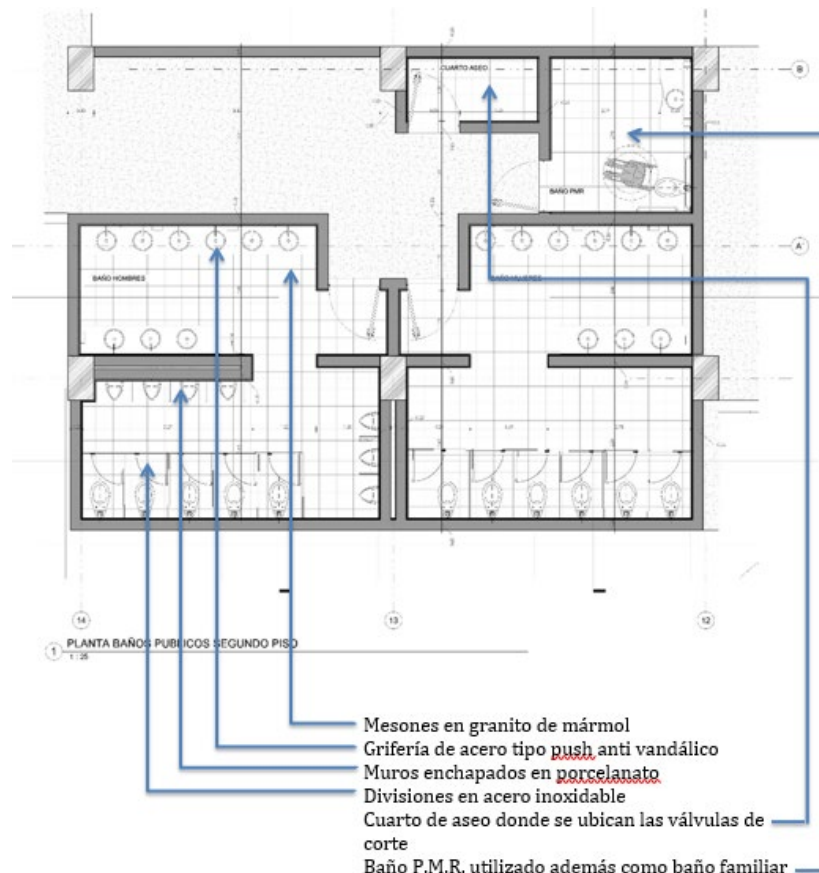 CUARTO ASEO
B
BAÑO PMR
A'
BAÑO HOMBRES
BAÑO MUJERES
14
13
12
1 PLANTA BAÑOS PUBLICOS SEGUNDO PISO
1 : 25
Mesones en granito de mármol
Grifería de acero tipo push anti vandálico
Muros enchapados en porcelanato
Divisiones en acero inoxidable
Cuarto de aseo donde se ubican las válvulas de
corte
Baño P.M.R. utilizado además como baño familiar